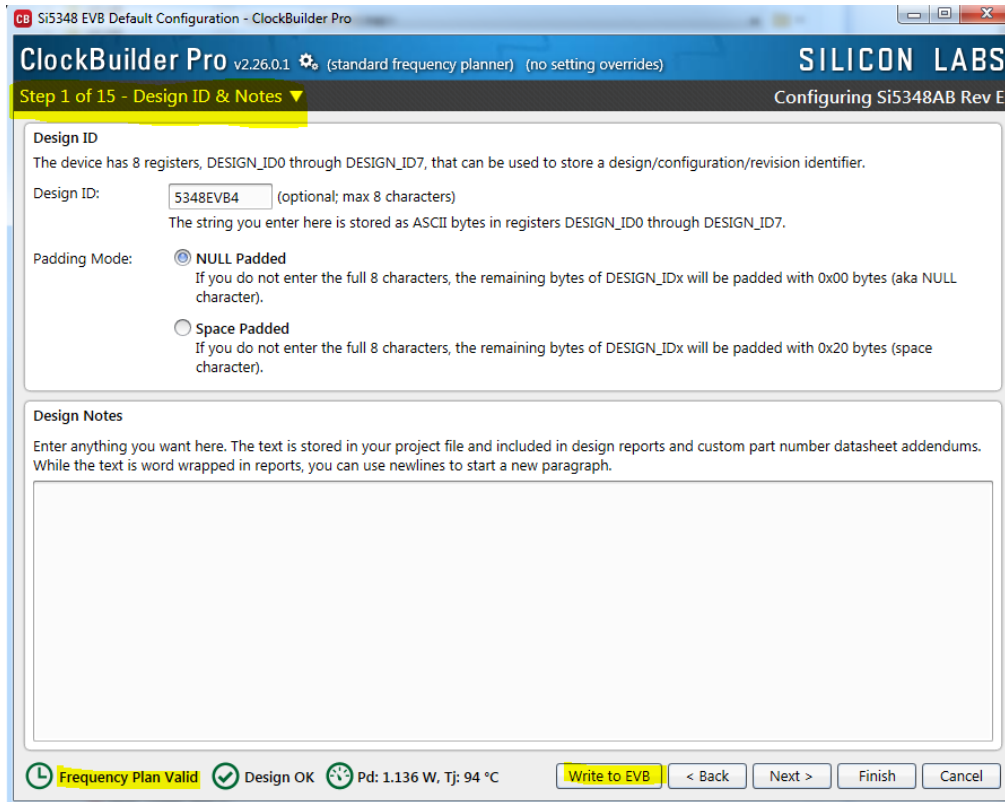 CB Si5348 EVB Default Configuration - ClockBuilder Pro
ClockBuilder Pro v2.26.0.1 (standard frequency planner) (no setting overrides) SILICON LABS
Step 1 of 15 - Design ID & Notes ▼ Configuring Si5348AB Rev E
Design ID
The device has 8 registers, DESIGN_ID0 through DESIGN_ID7, that can be used to store a design/configuration/revision identifier.
Design ID: 5348EVB4 (optional; max 8 characters)
The string you enter here is stored as ASCII bytes in registers DESIGN_ID0 through DESIGN_ID7.
Padding Mode: NULL Padded
If you do not enter the full 8 characters, the remaining bytes of DESIGN_IDx will be padded with 0x00 bytes (aka NULL
character).
Space Padded
If you do not enter the full 8 characters, the remaining bytes of DESIGN_IDx will be padded with 0x20 bytes (space
character).
Design Notes
Enter anything you want here. The text is stored in your project file and included in design reports and custom part number datasheet addendums.
While the text is word wrapped in reports, you can use newlines to start a new paragraph.
Frequency Plan Valid Design OK Pd: 1.136 W, Tj: 94 °C Write to EVB < Back Next > Finish Cancel